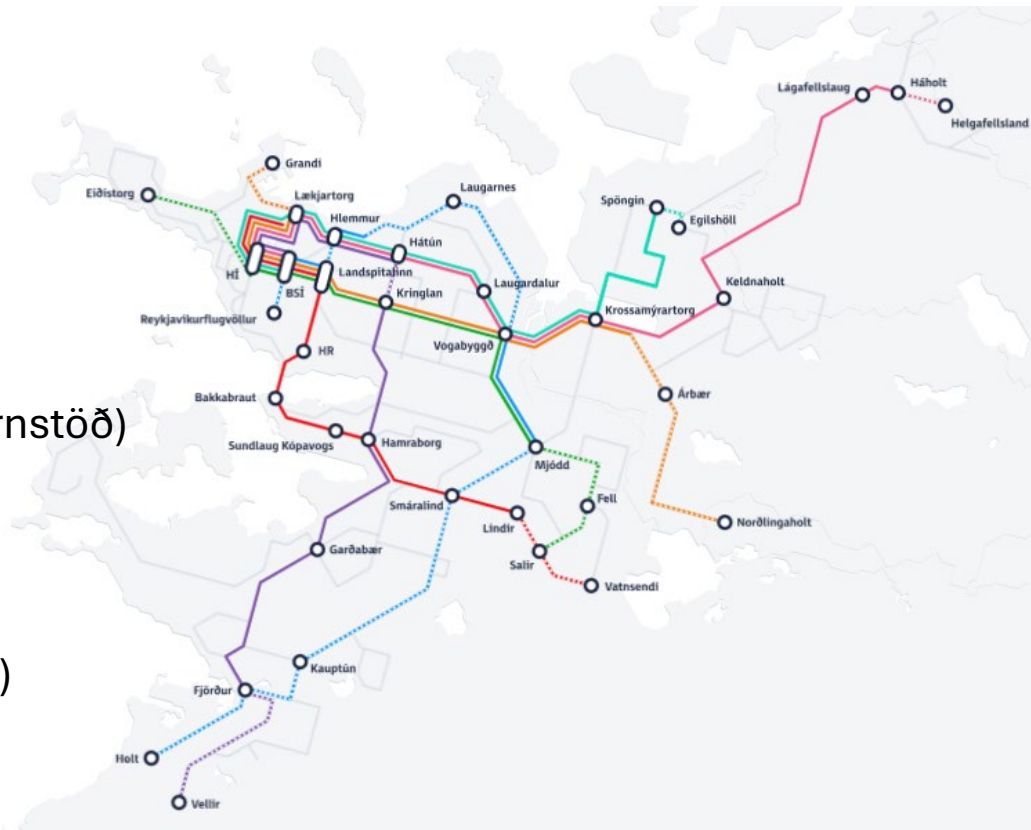 Lágafellslaug
Háholt
Helgafellsland
Grandi
Eiðistorg
Laugarnes
Lækjartorg
Spöngin
Hlemmur
Egilshöll
Hátún
HÍ
Landspítalinn
BSÍ
Laugardalur
Keldnaholt
Kringlan
Reykjavikurflugvöllur
Krossamýrartorg
Vogabyggð
HR
Árbær
Bakkabraut
rnstöð)
Sundlaug Kópavogs
Hamraborg
Mjódd
Smáralind
Fell
Lindir
Norðlingaholt
Garðabær
Salir
Vatnsendi
)
Kauptún
Fjörður
Holt
Vellir